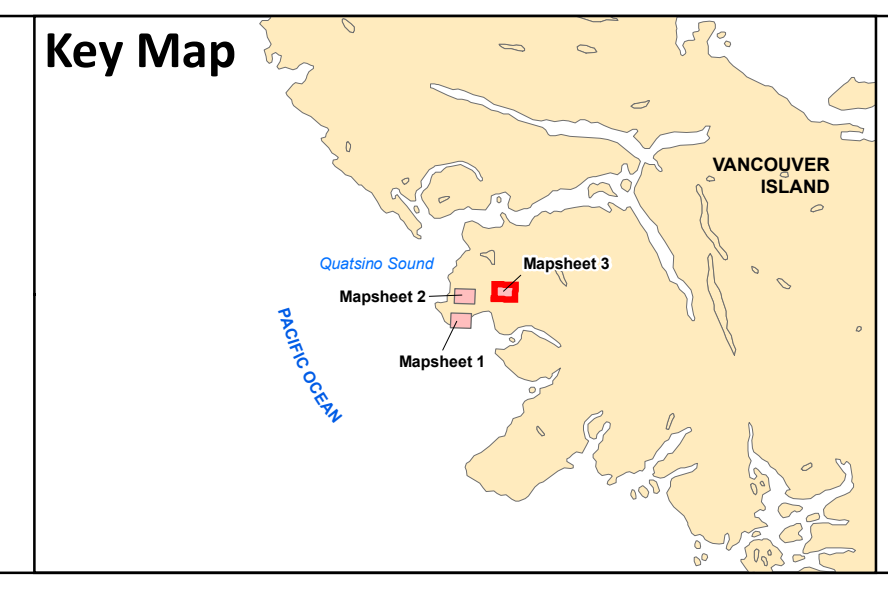 Key Map
VANCOUVER
ISLAND
Quatsino Sound
Mapsheet 3
Mapsheet 2
PACIFIC OCEAN
Mapsheet 1